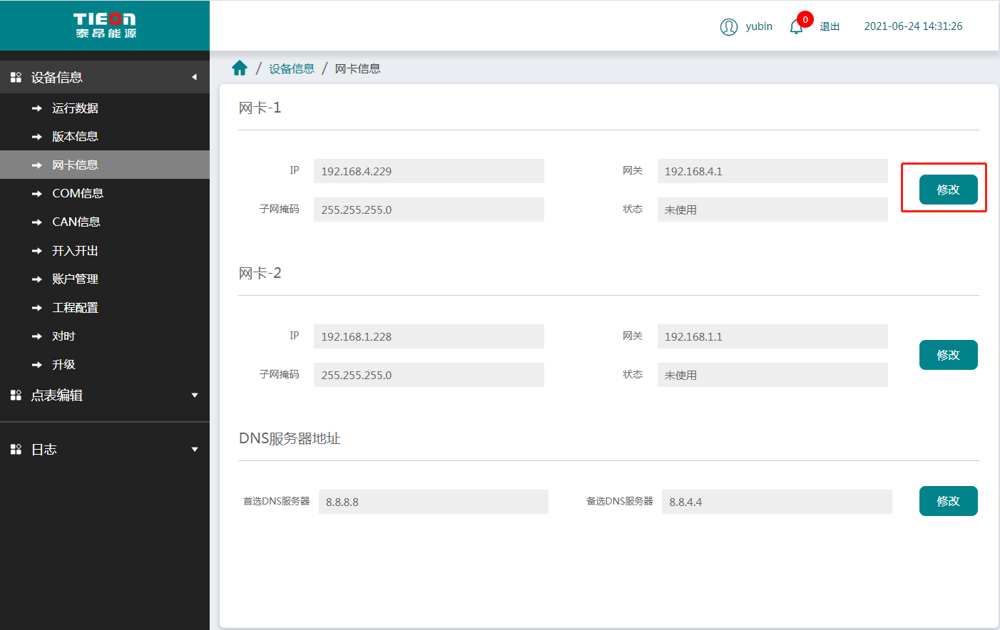 TIEON
泰昂能源
yubin
0
退出
2021-06-24 14:31:26
设备信息
运行数据
版本信息
网卡信息
COM信息
CAN信息
开入开出
账户管理
工程配置
对时
升级
点表编辑
日志
/ 设备信息 / 网卡信息
网卡-1
IP 192.168.4.229 网关 192.168.4.1
子网掩码 255.255.255.0 状态 未使用
修改
网卡-2
IP 192.168.1.228 网关 192.168.1.1
子网掩码 255.255.255.0 状态 未使用
修改
DNS服务器地址
首选DNS服务器 8.8.8.8 备选DNS服务器 8.8.4.4 修改